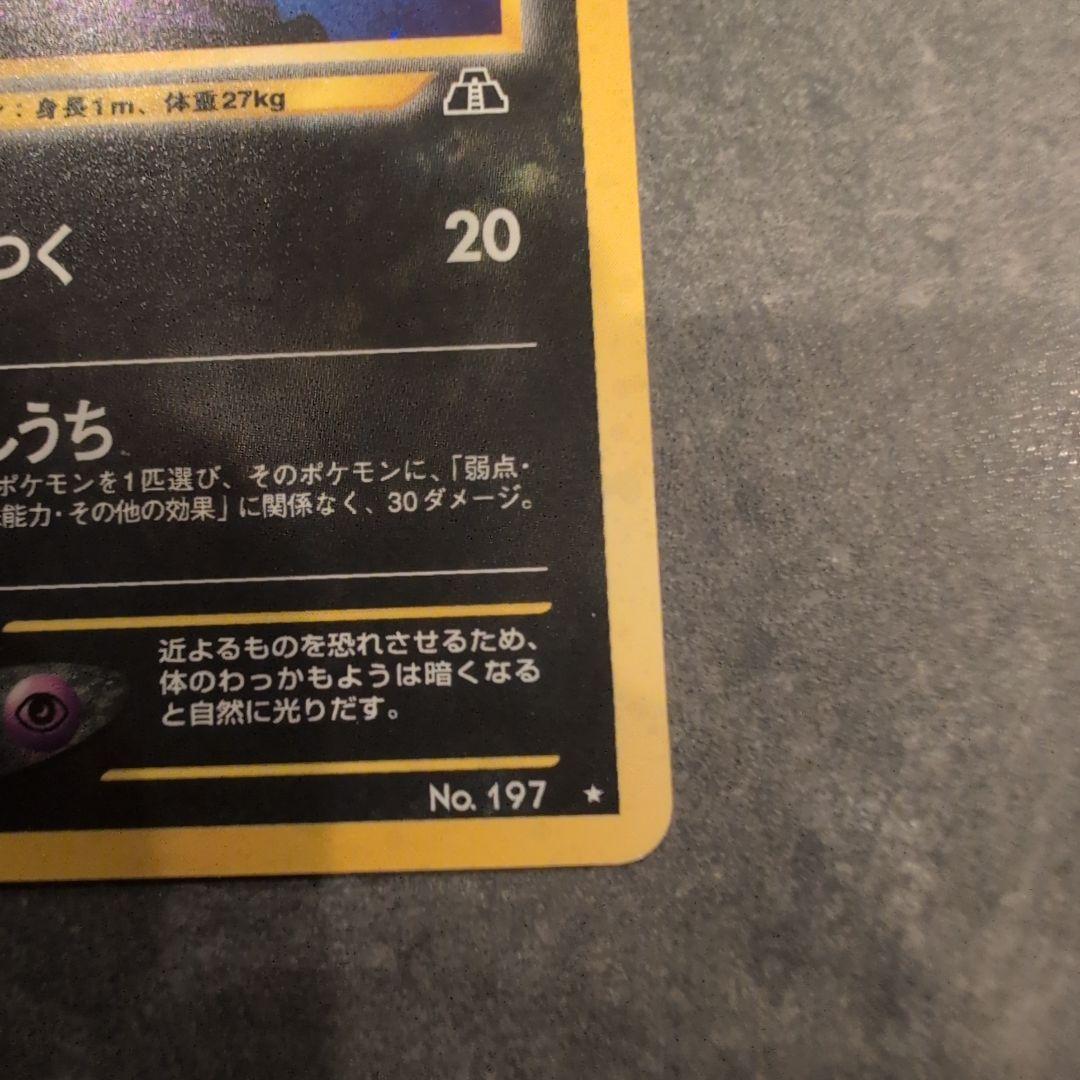 ：身長1m、体重27kg
つく
20
うち
ポケモンを1匹選び、そのポケモンに、「弱点・
能力・その他の効果」に関係なく、30ダメージ。
近よるものを恐れさせるため、
体のわっかもようは暗くなる
と自然に光りだす。
No. 197 ★